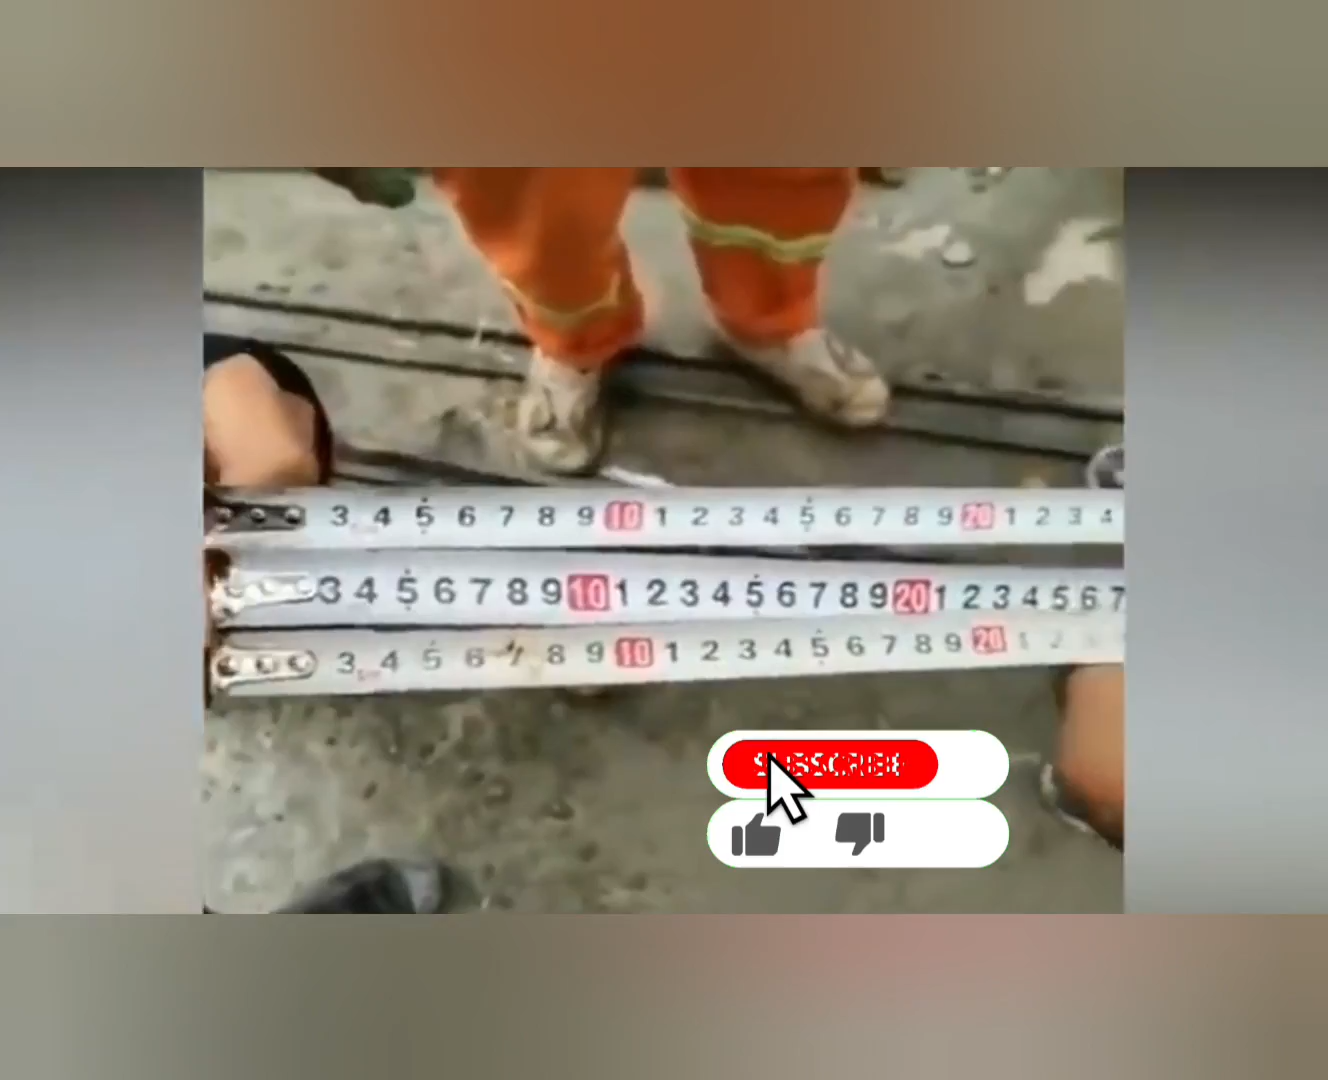 3 4 5 6 7 8 9 10 1 2 3 4 5 6 7 8 9 20 1 2 3 4
3 4 5 6 7 8 9 10 1 2 3 4 5 6 7 8 9 20 1 2 3 4 5 6 7
3 4 5 6 7 8 9 10 1 2 3 4 5 6 7 8 9 20 1 2
SUBSCRIBE